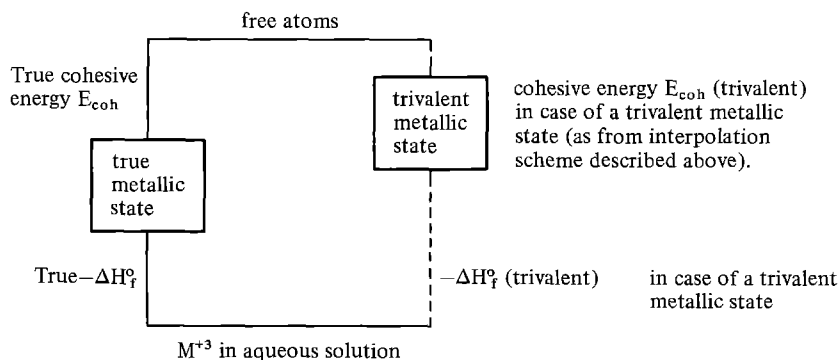 free atoms
True cohesive
energy E_coh
trivalent
metallic
state
cohesive energy E_coh (trivalent)
in case of a trivalent metallic
state (as from interpolation
scheme described above).
true
metallic
state
True−ΔH°_f
−ΔH°_f (trivalent)
in case of a trivalent
metallic state
M⁺³ in aqueous solution